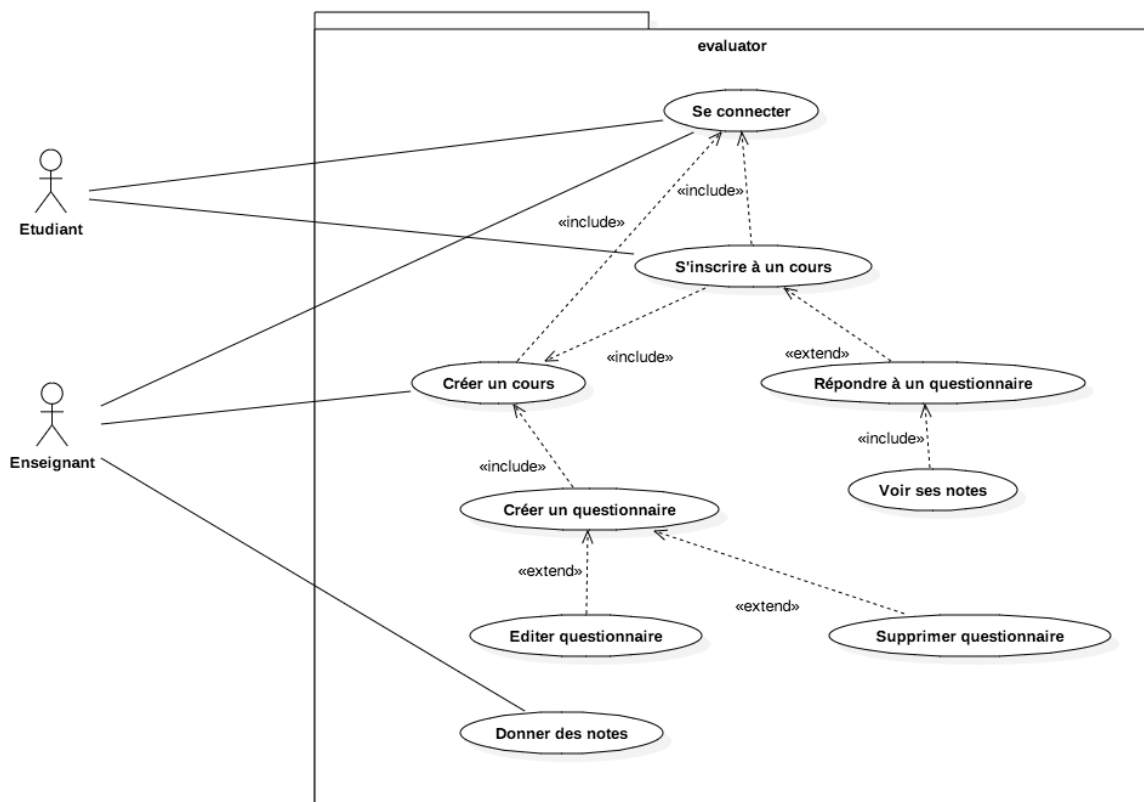 evaluator
Se connecter
«include»
Etudiant
«include»
S'inscrire à un cours
«include»
«extend»
Créer un cours
Répondre à un questionnaire
«include»
Enseignant
«include»
Voir ses notes
Créer un questionnaire
«extend»
«extend»
Editer questionnaire
Supprimer questionnaire
Donner des notes